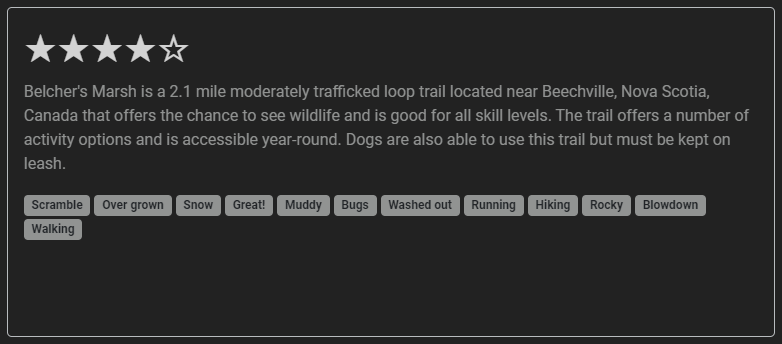 Belcher's Marsh is a 2.1 mile moderately trafficked loop trail located near Beechville, Nova Scotia,
Canada that offers the chance to see wildlife and is good for all skill levels. The trail offers a number of
activity options and is accessible year-round. Dogs are also able to use this trail but must be kept on
leash.
Scramble Over grown Snow Great! Muddy Bugs Washed out Running Hiking Rocky Blowdown
Walking